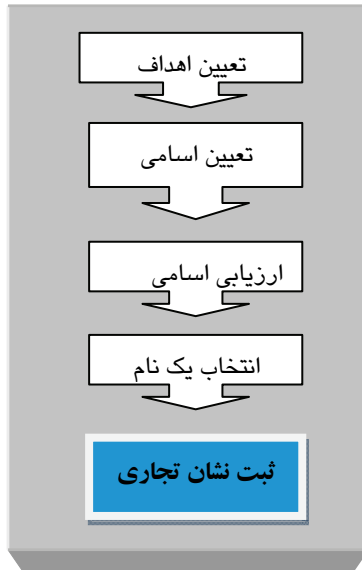 تعیین اهداف
تعیین اسامی
ارزیابی اسامی
انتخاب یک نام
ثبت نشان تجاری